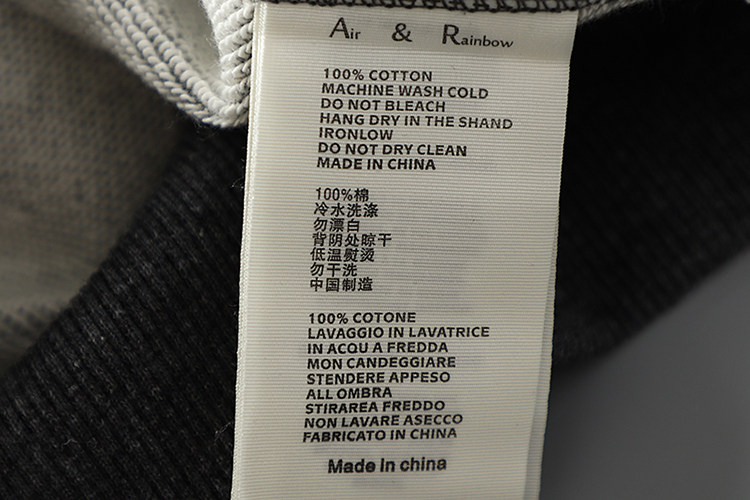 Air & Rainbow
100% COTTON
MACHINE WASH COLD
DO NOT BLEACH
HANG DRY IN THE SHAND
IRONLOW
DO NOT DRY CLEAN
MADE IN CHINA
100%棉
冷水洗涤
勿漂白
背阴处晾干
低温熨烫
勿干洗
中国制造
100% COTONE
LAVAGGIO IN LAVATRICE
IN ACQU A FREDDA
MON CANDEGGIARE
STENDERE APPESO
ALL OMBRA
STIRAREA FREDDO
NON LAVARE ASECCO
FABRICATO IN CHINA
Made in china